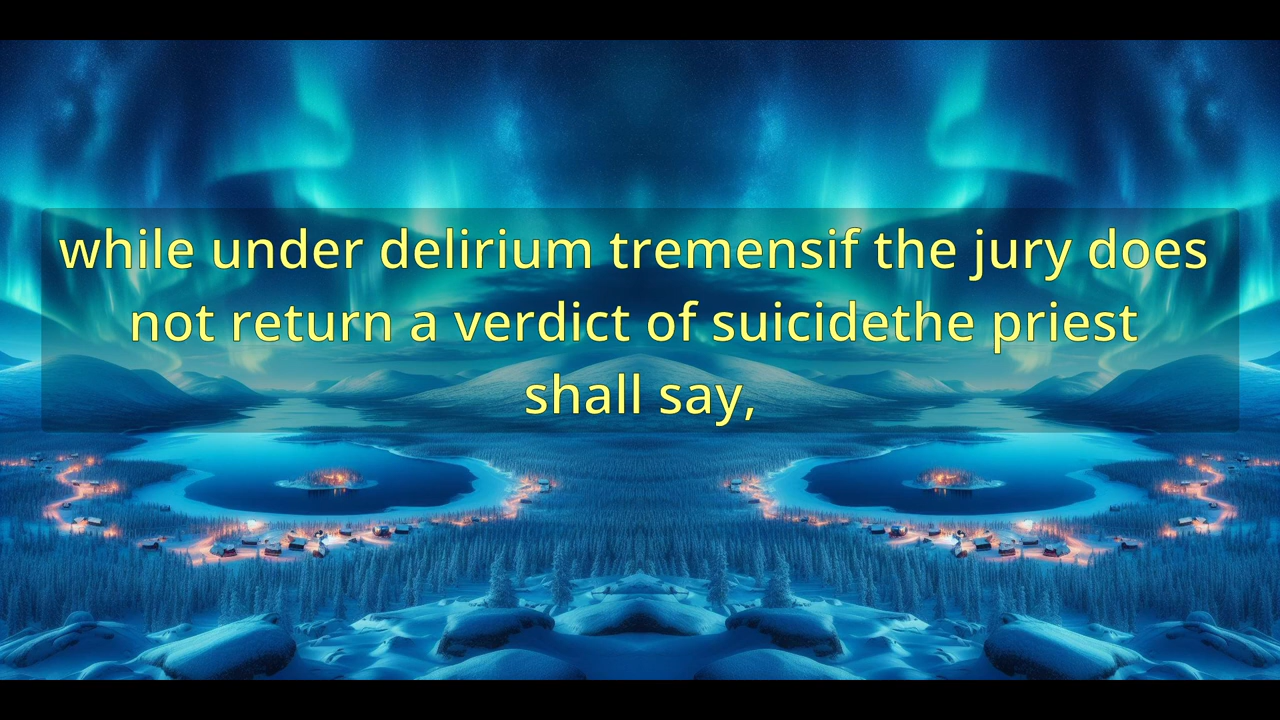 while under delirium tremensif the jury does
not return a verdict of suicidethe priest
shall say,